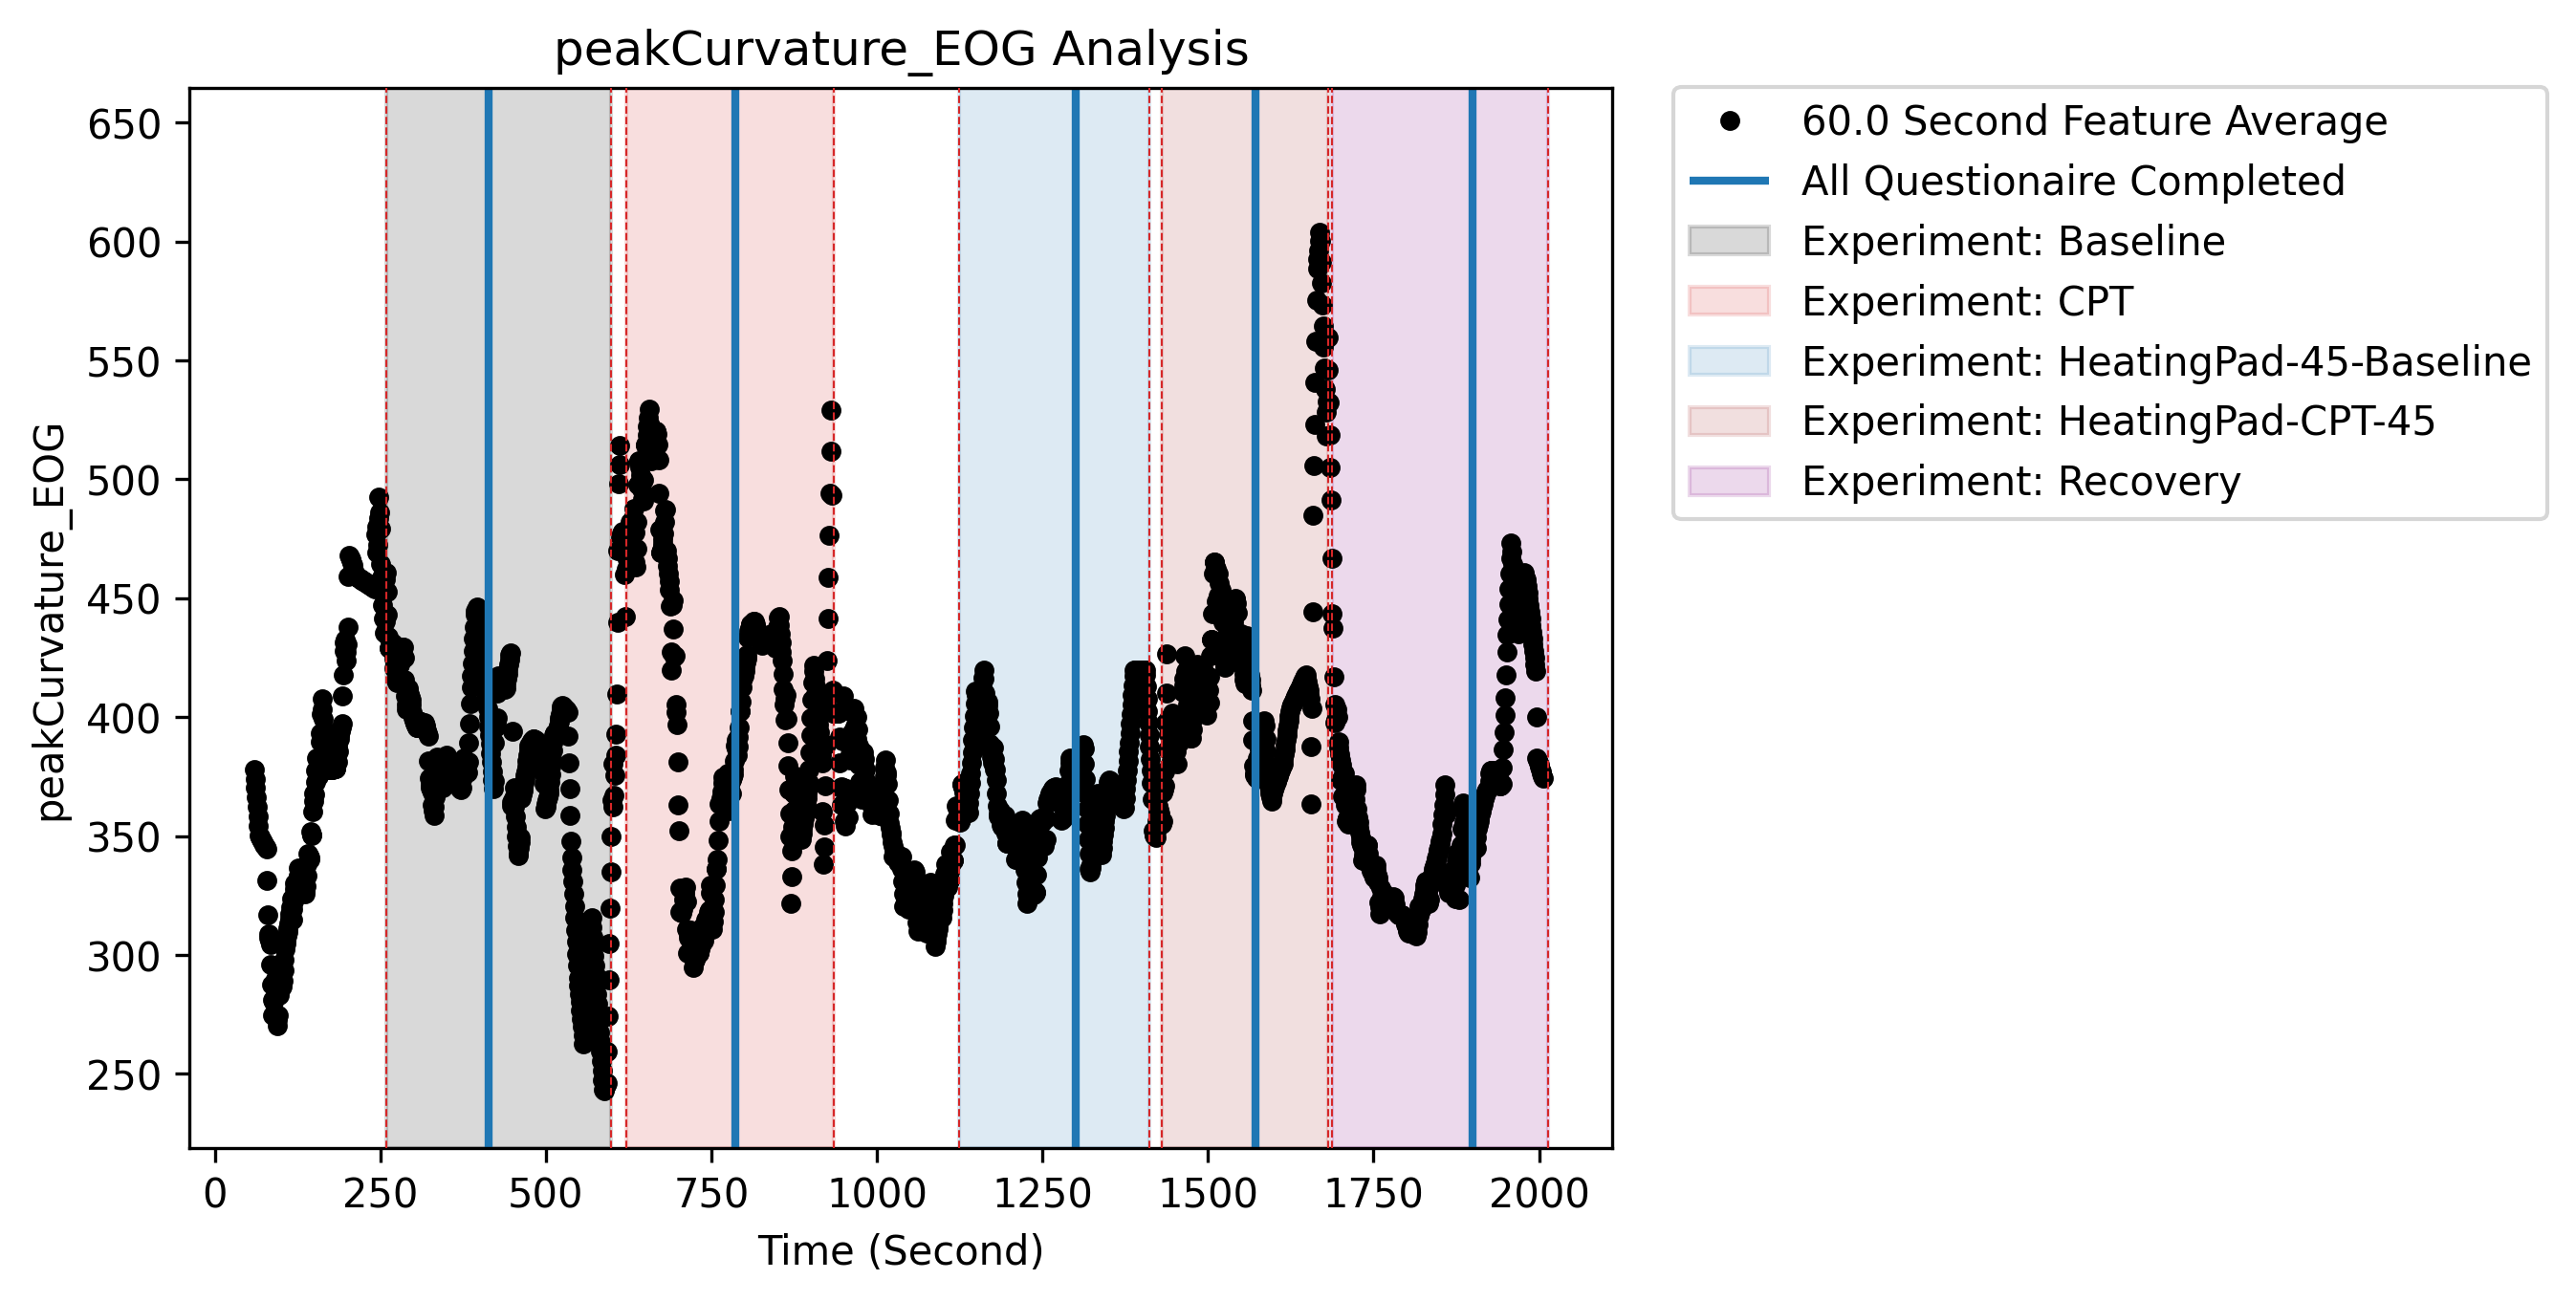 peakCurvature_EOG Analysis
650
600
550
500
450
400
350
300
250
peakCurvature_EOG
0 250 500 750 1000 1250 1500 1750 2000
Time (Second)
60.0 Second Feature Average
All Questionaire Completed
Experiment: Baseline
Experiment: CPT
Experiment: HeatingPad-45-Baseline
Experiment: HeatingPad-CPT-45
Experiment: Recovery